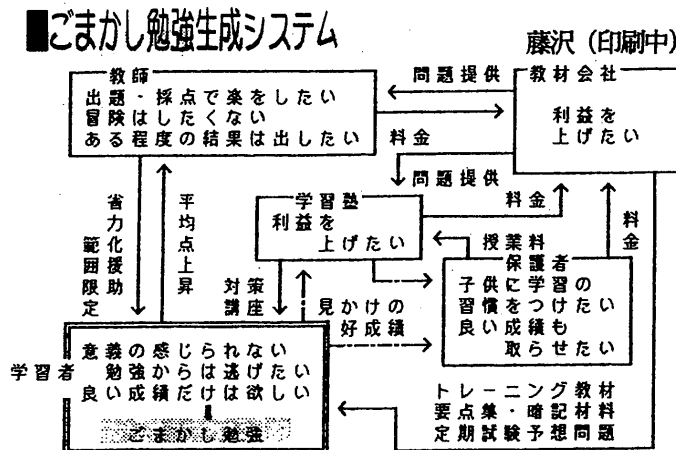 ■ごまかし勉強生成システム
藤沢（印刷中）
教師
出題・採点で楽をしたい
冒険はしたくない
ある程度の結果は出したい
問題提供
料金
教材会社
利益を
上げたい
問題提供
学習塾
利益を
上げたい
料金
料金
授業料
保護者
子供に学習の
習慣をつけたい
良い成績も
取らせたい
省力化援助
範囲限定
平均点上昇
対策
講座
見かけの
好成績
学習者
意義の感じられない
勉強からは逃げたい
良い成績だけは欲しい
ごまかし勉強
トレーニング教材
要点集・暗記材料
定期試験予想問題